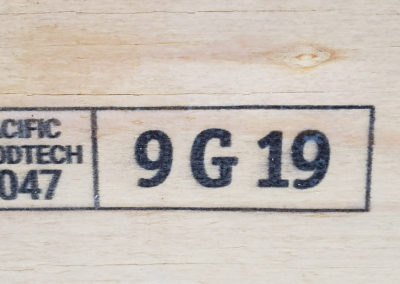 ACIFIC
ODTECH
047
9 G 19